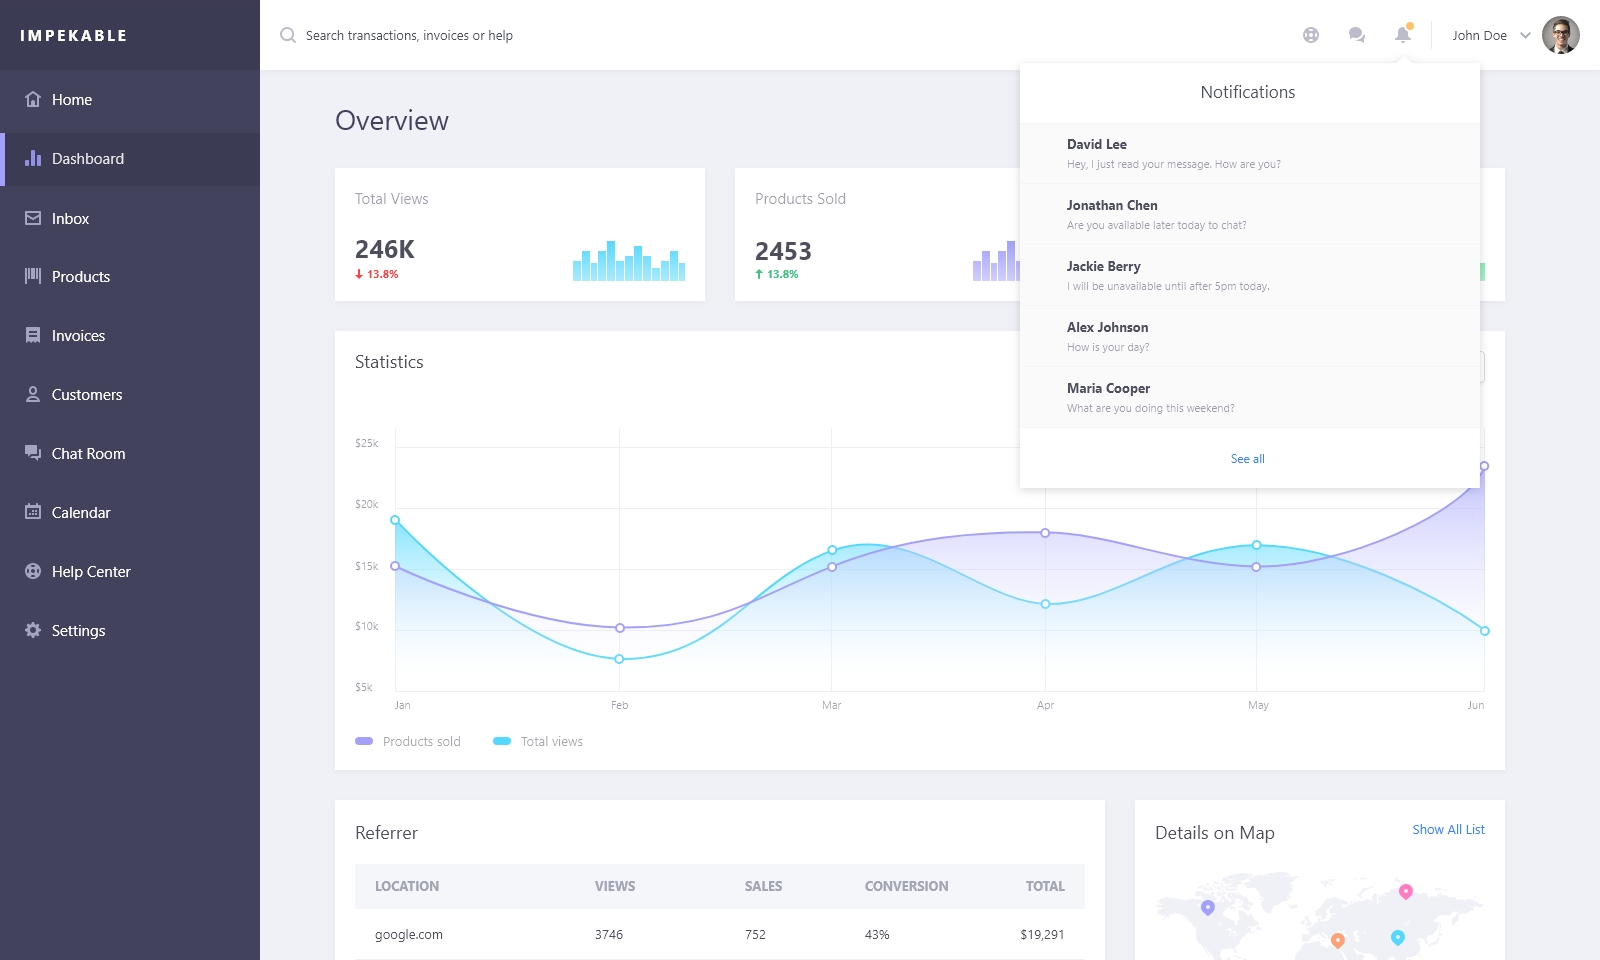 IMPEKABLE
Search transactions, invoices or help
John Doe
Home
Dashboard
Inbox
Products
Invoices
Customers
Chat Room
Calendar
Help Center
Settings
Overview
Total Views
246K
13.8%
Products Sold
2453
13.8%
Notifications
David Lee
Hey, I just read your message. How are you?
Jonathan Chen
Are you available later today to chat?
Jackie Berry
I will be unavailable until after 5pm today.
Alex Johnson
How is your day?
Maria Cooper
What are you doing this weekend?
See all
Statistics
$25k
$20k
$15k
$10k
$5k
Jan Feb Mar Apr May Jun
Products sold Total views
Referrer
LOCATION VIEWS SALES CONVERSION TOTAL
google.com 3746 752 43% $19,291
Details on Map
Show All List